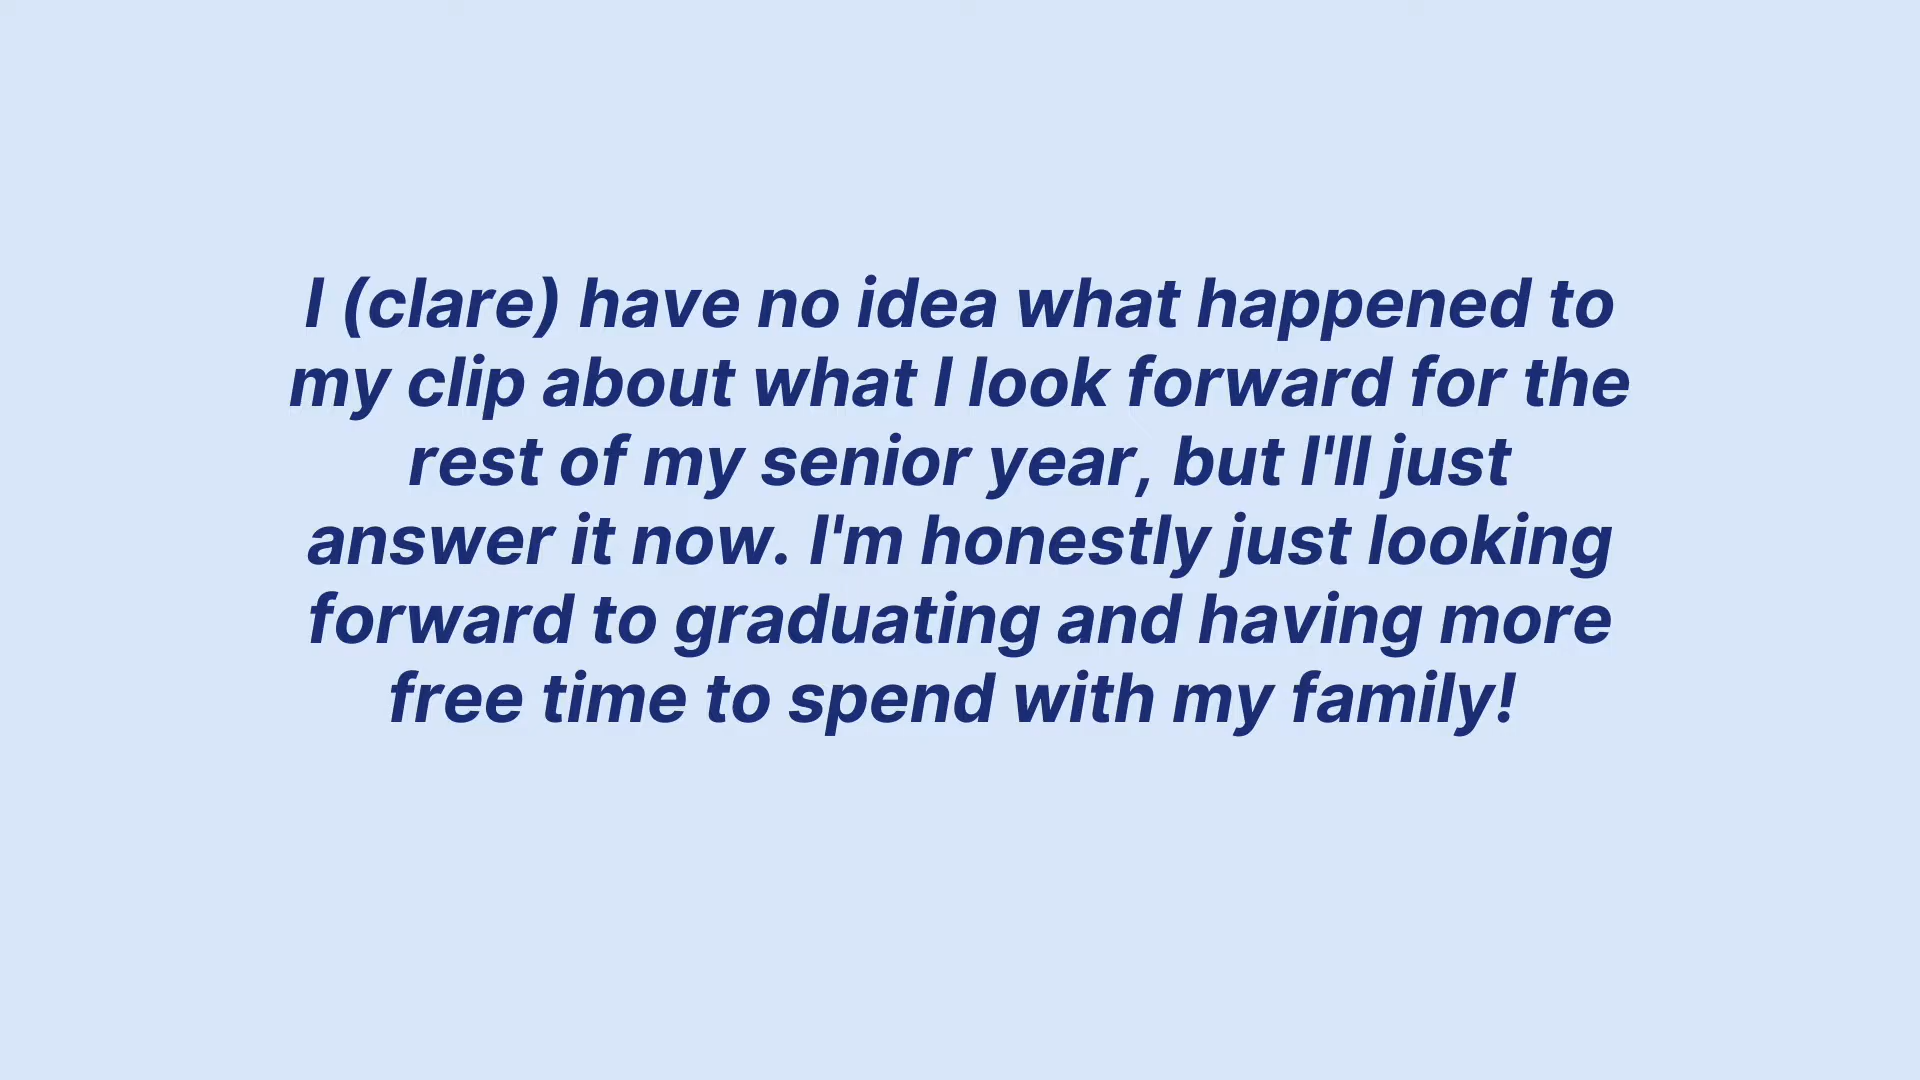 I (clare) have no idea what happened to
my clip about what I look forward for the
rest of my senior year, but I'll just
answer it now. I'm honestly just looking
forward to graduating and having more
free time to spend with my family!